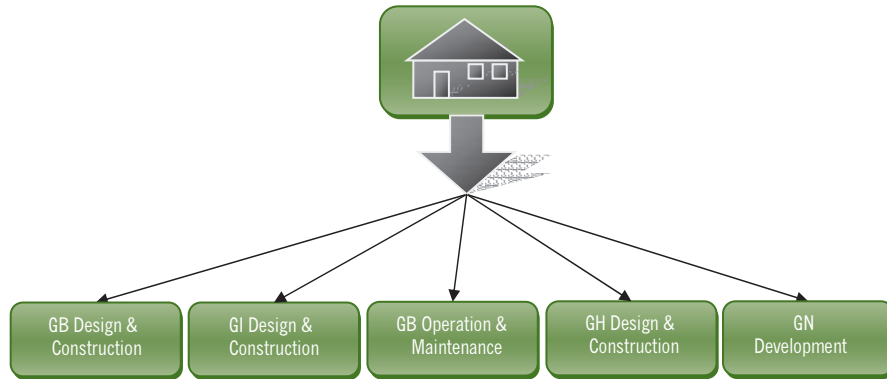 GB Design &
Construction
GI Design &
Construction
GB Operation &
Maintenance
GH Design &
Construction
GN
Development